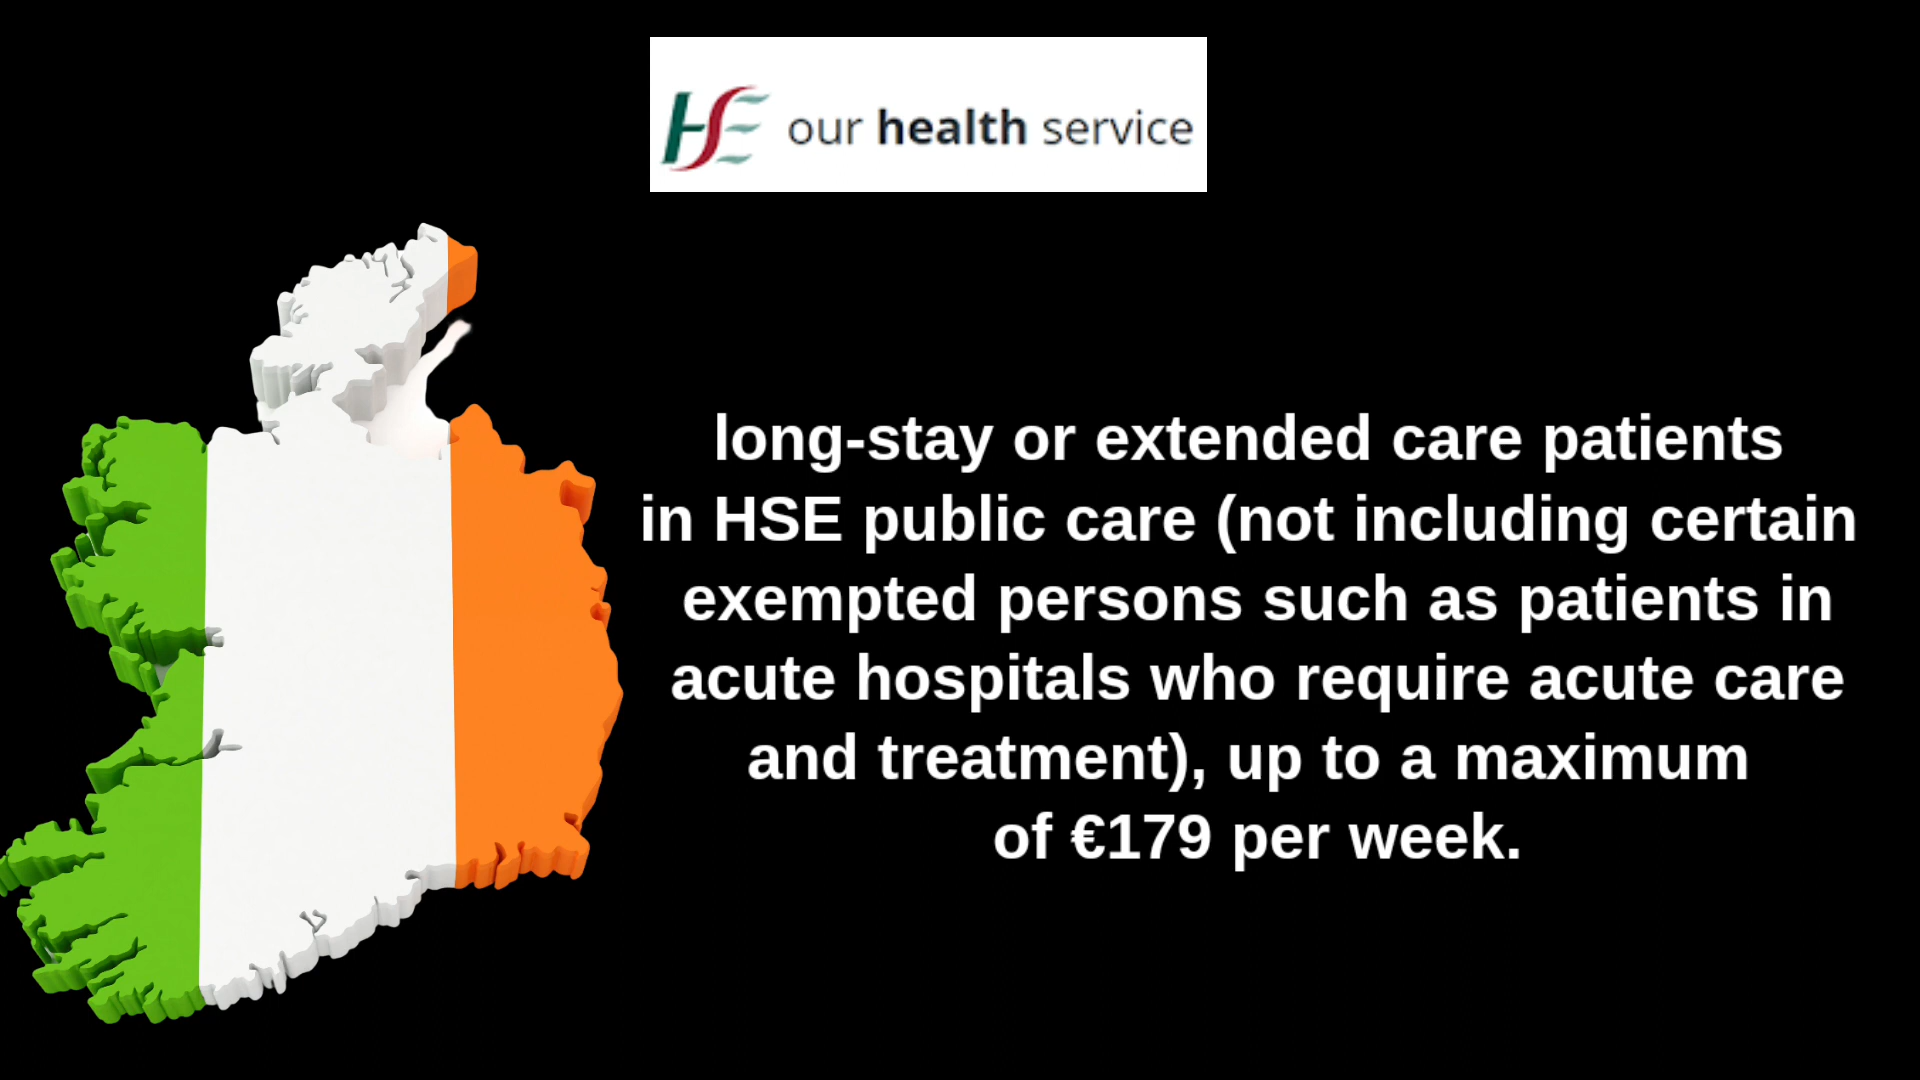 HSE our health service
long-stay or extended care patients
in HSE public care (not including certain
exempted persons such as patients in
acute hospitals who require acute care
and treatment), up to a maximum
of €179 per week.